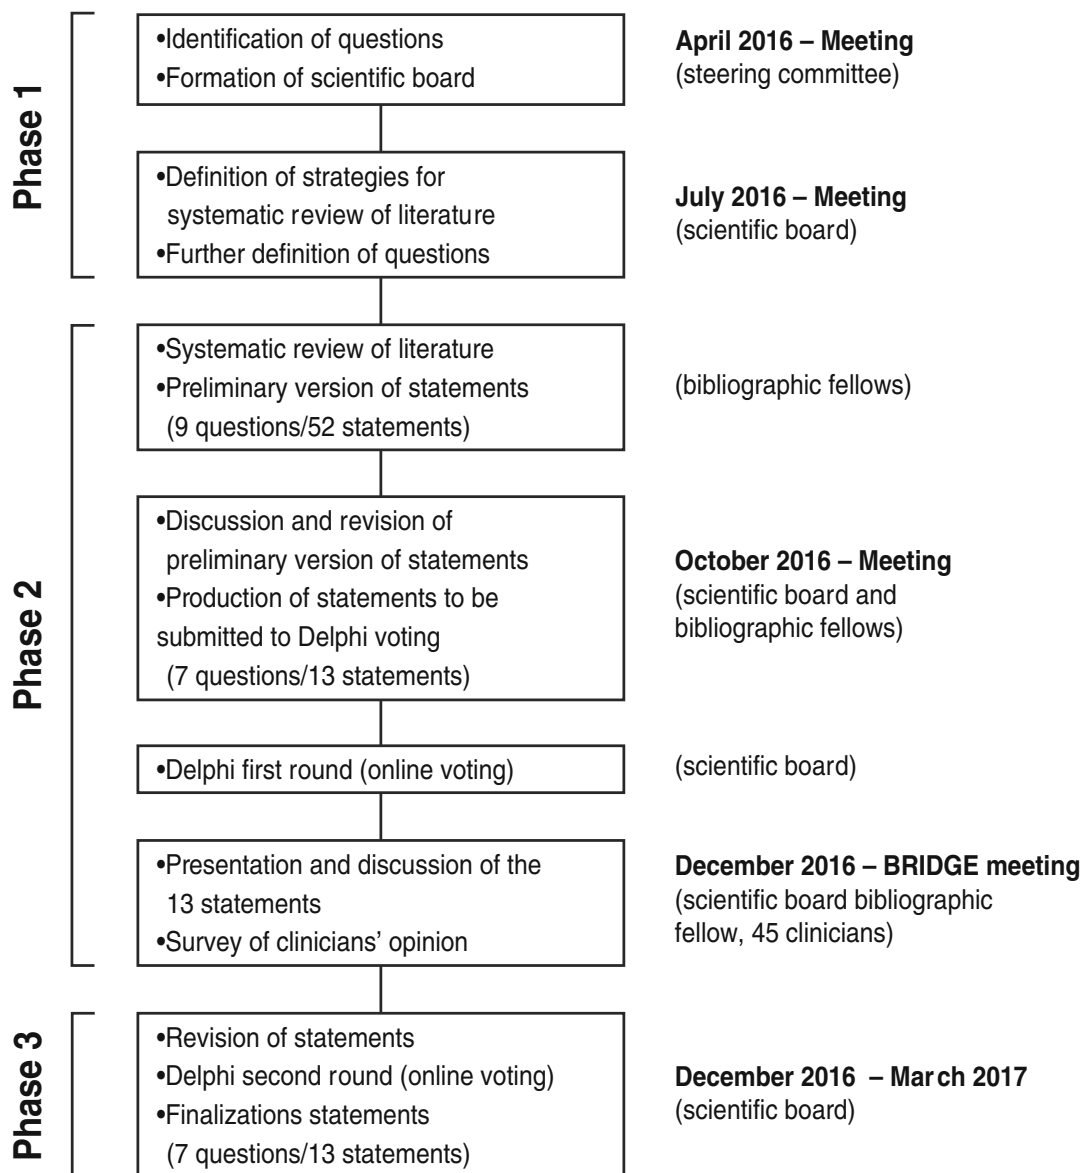 Phase 1
•Identification of questions
•Formation of scientific board
April 2016 – Meeting
(steering committee)
•Definition of strategies for
systematic review of literature
•Further definition of questions
July 2016 – Meeting
(scientific board)
Phase 2
•Systematic review of literature
•Preliminary version of statements
(9 questions/52 statements)
(bibliographic fellows)
•Discussion and revision of
preliminary version of statements
•Production of statements to be
submitted to Delphi voting
(7 questions/13 statements)
October 2016 – Meeting
(scientific board and
bibliographic fellows)
•Delphi first round (online voting)
(scientific board)
•Presentation and discussion of the
13 statements
•Survey of clinicians’ opinion
December 2016 – BRIDGE meeting
(scientific board bibliographic
fellow, 45 clinicians)
Phase 3
•Revision of statements
•Delphi second round (online voting)
•Finalizations statements
(7 questions/13 statements)
December 2016 – March 2017
(scientific board)